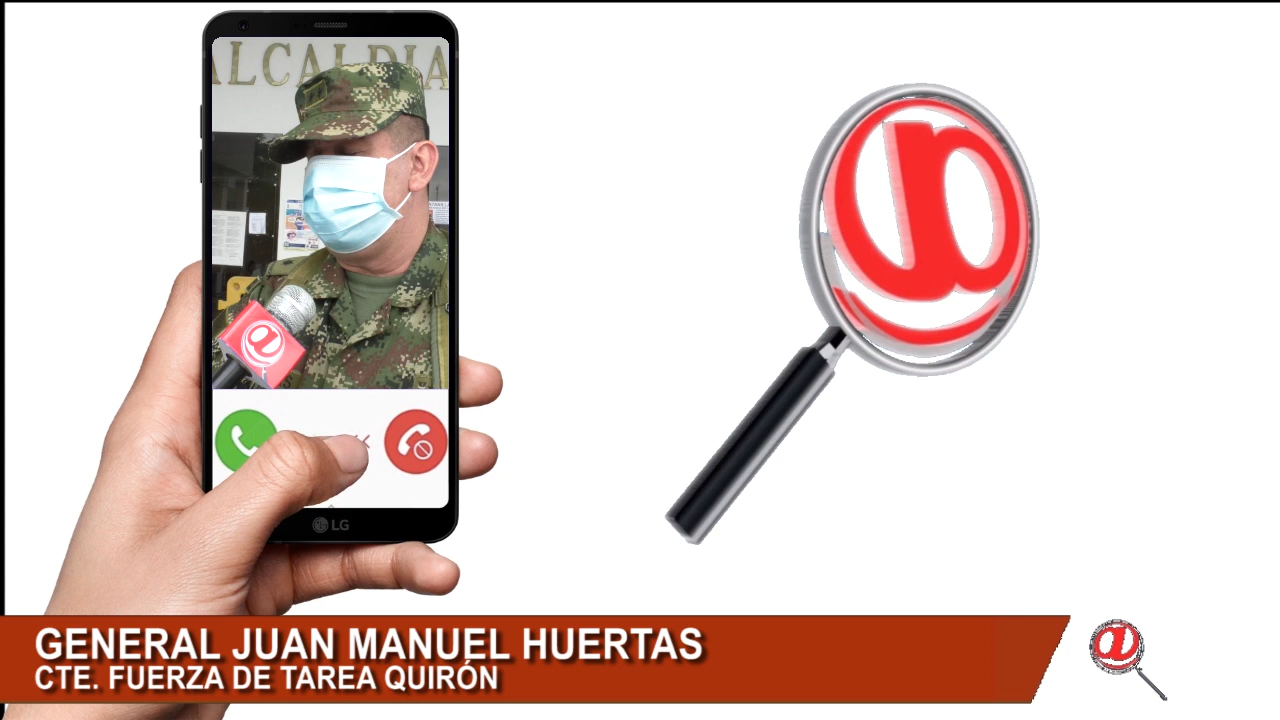 ALCALDIA
LG
GENERAL JUAN MANUEL HUERTAS
CTE. FUERZA DE TAREA QUIRÓN